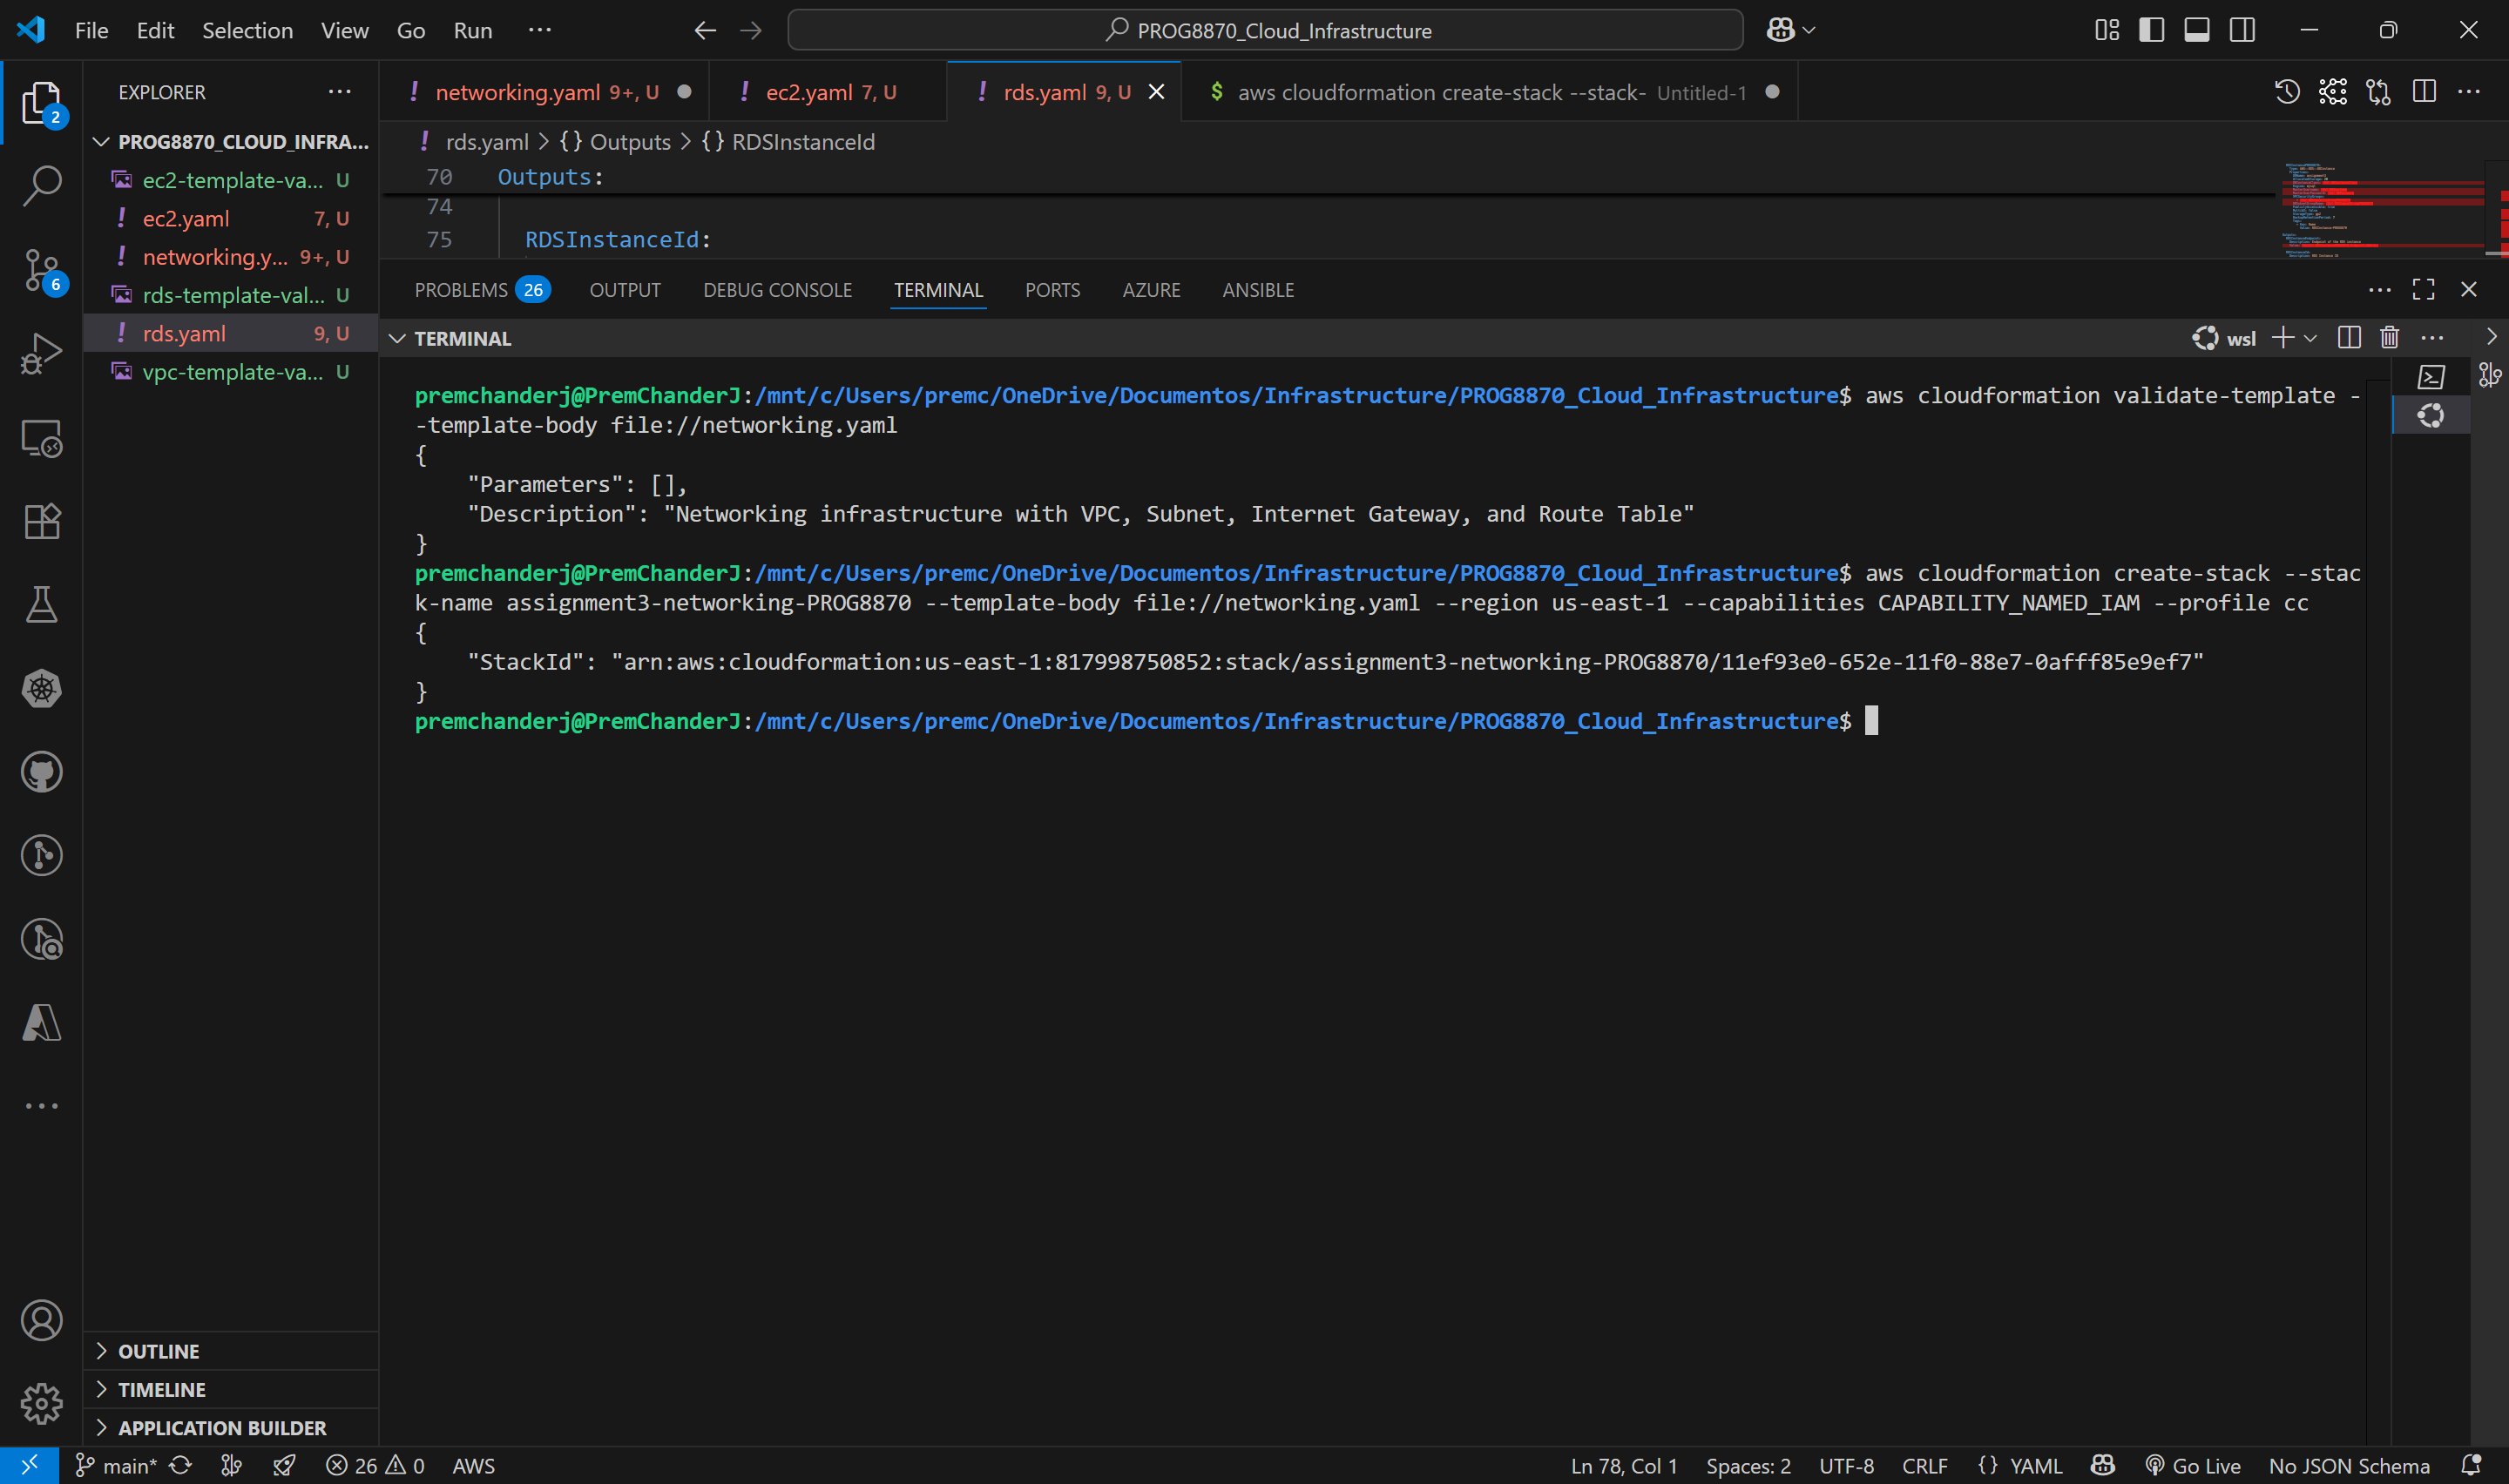 File Edit Selection View Go Run ··· PROG8870_Cloud_Infrastructure
EXPLORER ···
networking.yaml 9+, U
ec2.yaml 7, U
rds.yaml 9, U
aws cloudformation create-stack --stack- Untitled-1
2
PROG8870_CLOUD_INFRA...
ec2-template-va... U
ec2.yaml 7, U
networking.y... 9+, U
rds-template-val... U
rds.yaml 9, U
vpc-template-va... U
6
rds.yaml > {} Outputs > {} RDSInstanceId
70 Outputs:
74
75 RDSInstanceId:
PROBLEMS 26 OUTPUT DEBUG CONSOLE TERMINAL PORTS AZURE ANSIBLE
TERMINAL
wsl
premchanderj@PremChanderJ:/mnt/c/Users/premc/OneDrive/Documentos/Infrastructure/PROG8870_Cloud_Infrastructure$ aws cloudformation validate-template -
-template-body file://networking.yaml
{
"Parameters": [],
"Description": "Networking infrastructure with VPC, Subnet, Internet Gateway, and Route Table"
}
premchanderj@PremChanderJ:/mnt/c/Users/premc/OneDrive/Documentos/Infrastructure/PROG8870_Cloud_Infrastructure$ aws cloudformation create-stack --stac
k-name assignment3-networking-PROG8870 --template-body file://networking.yaml --region us-east-1 --capabilities CAPABILITY_NAMED_IAM --profile cc
{
"StackId": "arn:aws:cloudformation:us-east-1:817998750852:stack/assignment3-networking-PROG8870/11ef93e0-652e-11f0-88e7-0afff85e9ef7"
}
premchanderj@PremChanderJ:/mnt/c/Users/premc/OneDrive/Documentos/Infrastructure/PROG8870_Cloud_Infrastructure$
OUTLINE
TIMELINE
APPLICATION BUILDER
main* 26 0 AWS Ln 78, Col 1 Spaces: 2 UTF-8 CRLF {} YAML Go Live No JSON Schema